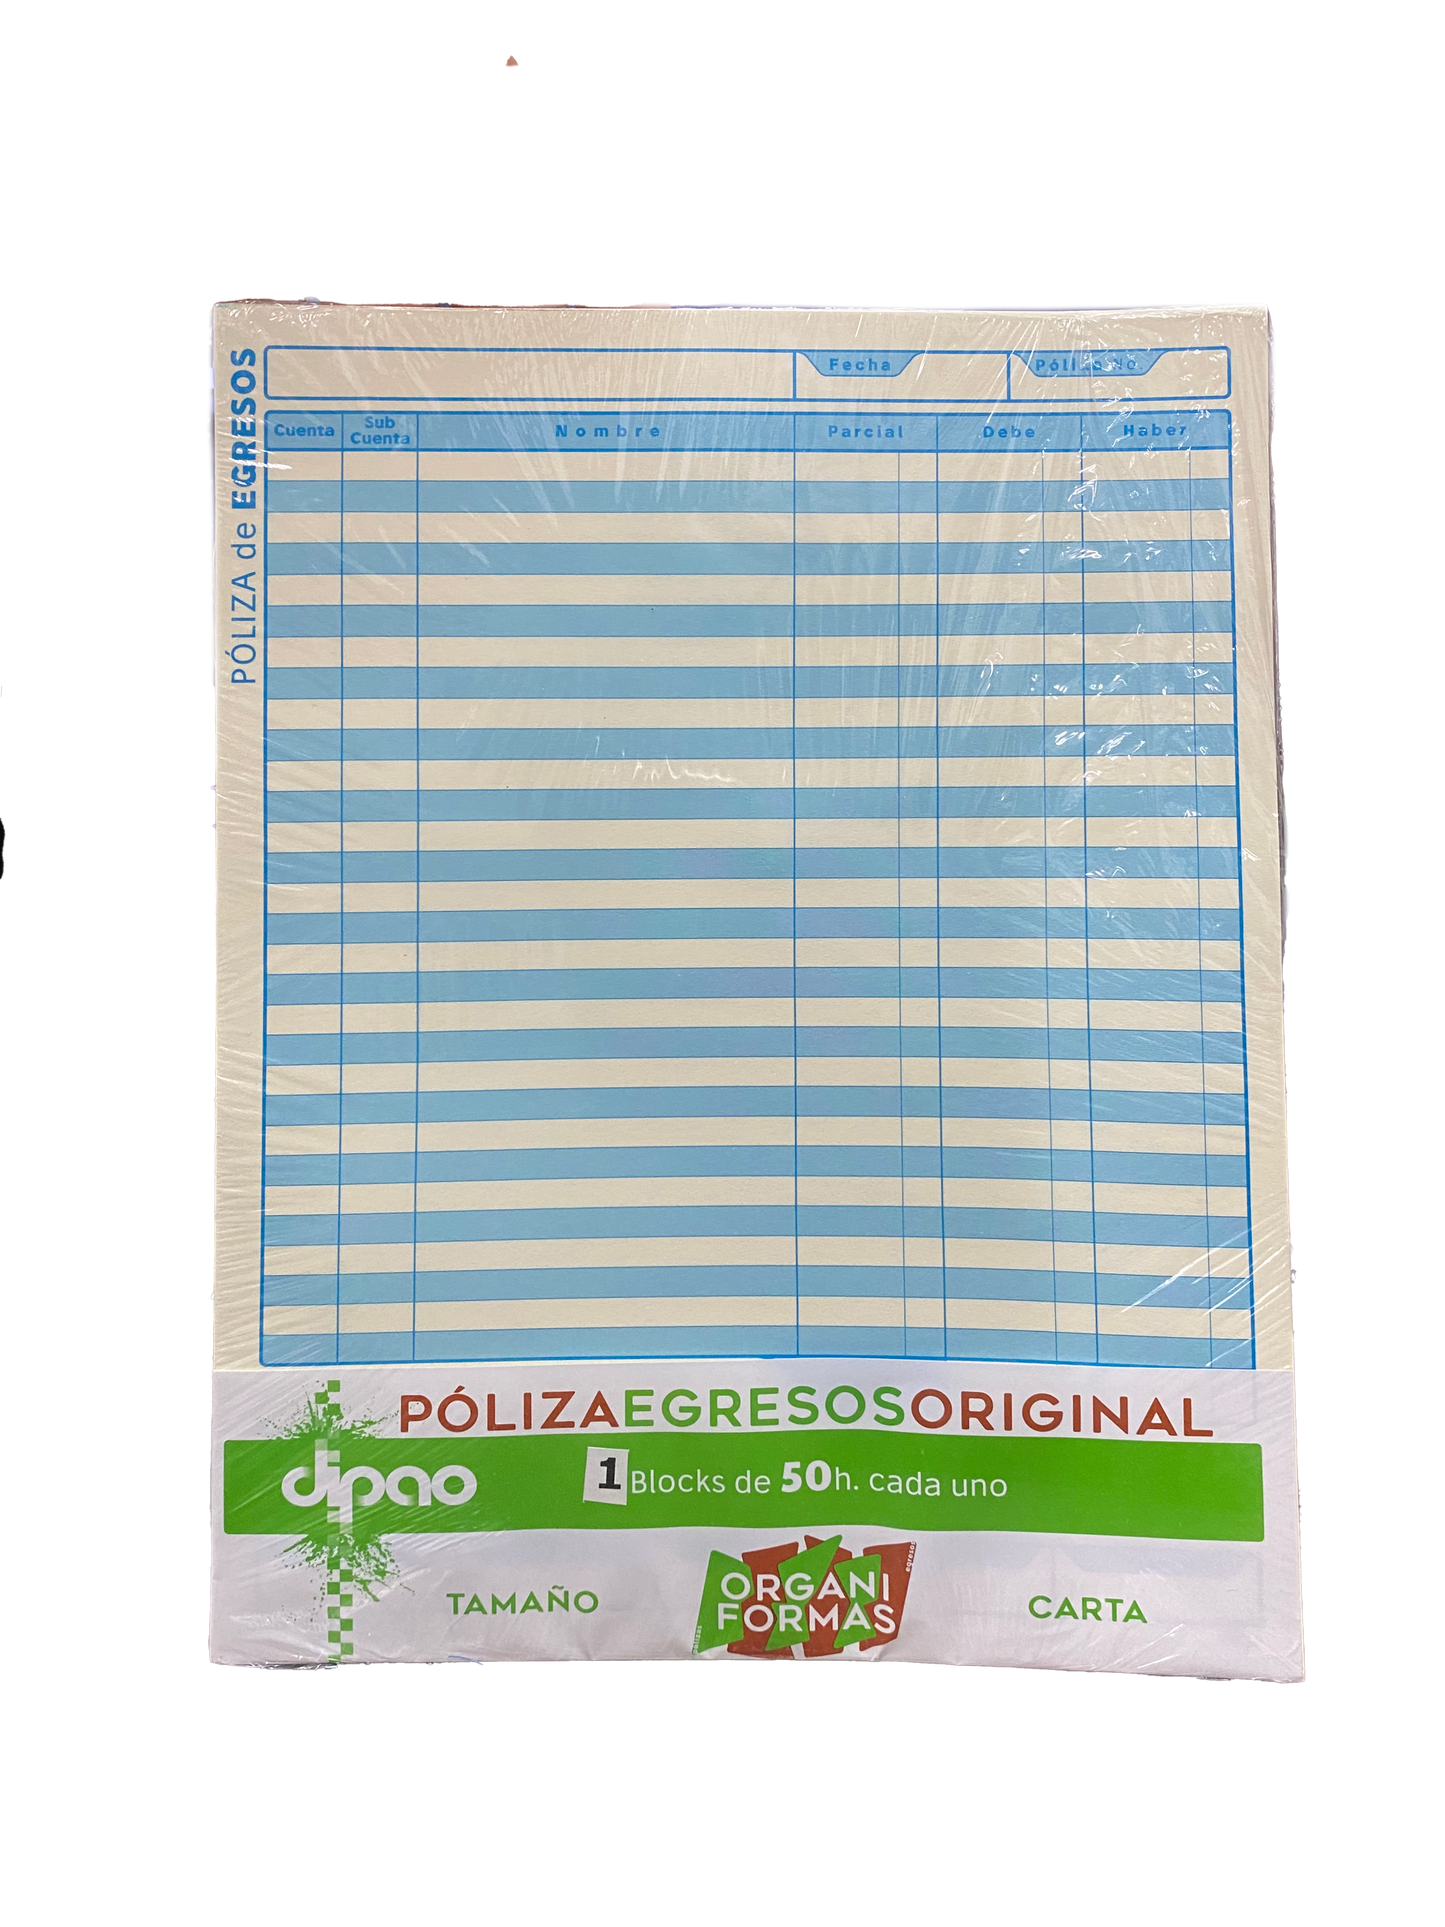 PÓLIZA de EGRESOS
Fecha
Póliza No.
Cuenta
Sub
Cuenta
Nombre
Parcial
Debe
Haber
PÓLIZAEGRESOSORIGINAL
dipao
1 Blocks de 50h. cada uno
TAMAÑO
ORGANI
FORMAS
egresos
CARTA